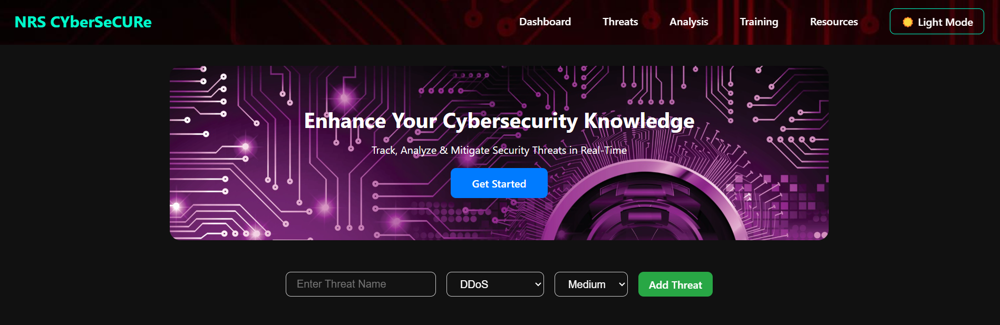 NRS CYberSeCURe
Dashboard
Threats
Analysis
Training
Resources
Light Mode
Enhance Your Cybersecurity Knowledge
Track, Analyze & Mitigate Security Threats in Real-Time
Get Started
Enter Threat Name
DDoS
Medium
Add Threat